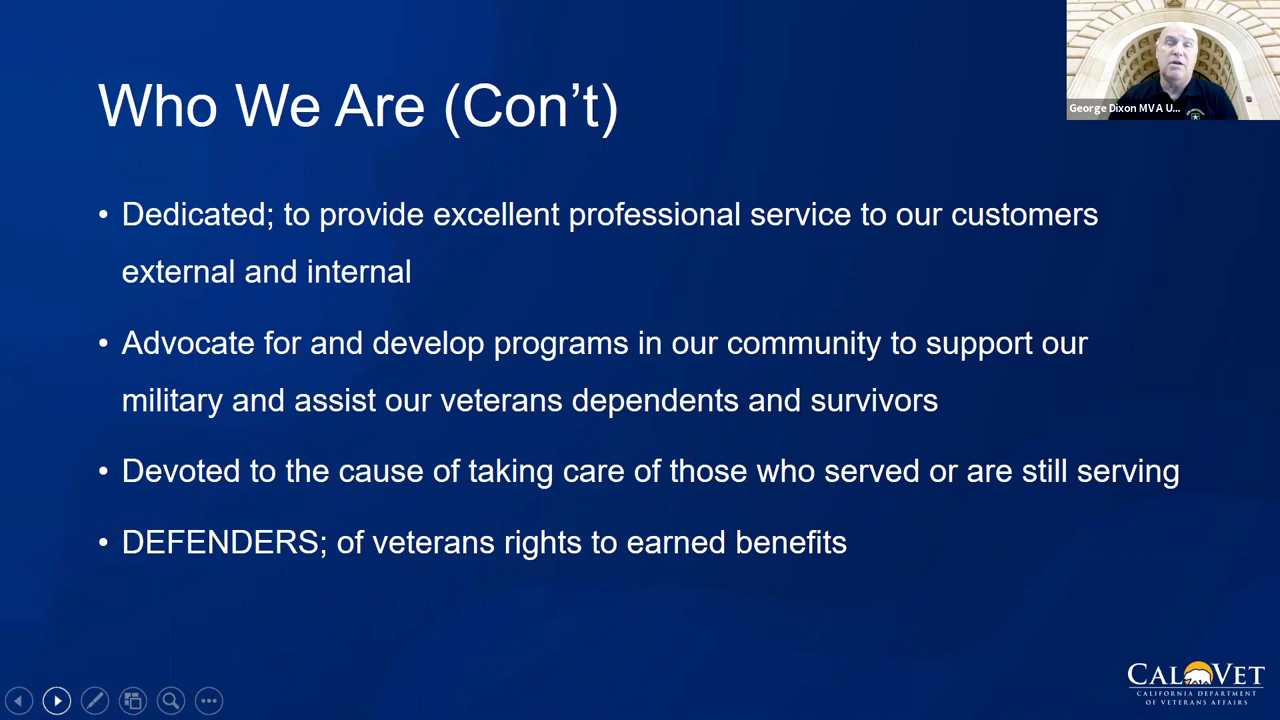 Who We Are (Con’t)
George Dixon MVA U...
• Dedicated; to provide excellent professional service to our customers
external and internal
• Advocate for and develop programs in our community to support our
military and assist our veterans dependents and survivors
• Devoted to the cause of taking care of those who served or are still serving
• DEFENDERS; of veterans rights to earned benefits
CALVET
CALIFORNIA DEPARTMENT
OF VETERANS AFFAIRS